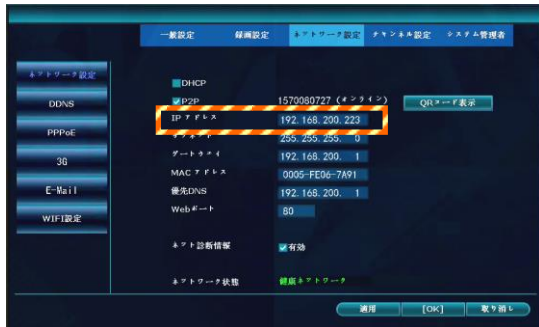 一般設定 録画設定 ネットワーク設定 チャンネル設定 システム管理者
ネットワーク設定
DHCP
DDNS
P2P 1570080727 (オンライン) QRコード表示
IP アドレス 192.168.200.223
255.255.255. 0
PPPoE
ゲートウェイ 192.168.200. 1
3G
MAC アドレス 0005-FE06-7A91
E-Mail
優先DNS 192.168.200. 1
Webポート 80
WIFI設定
ネット診断情報 有効
ネットワーク状態 健康ネットワーク
適用 [OK] 取り消し